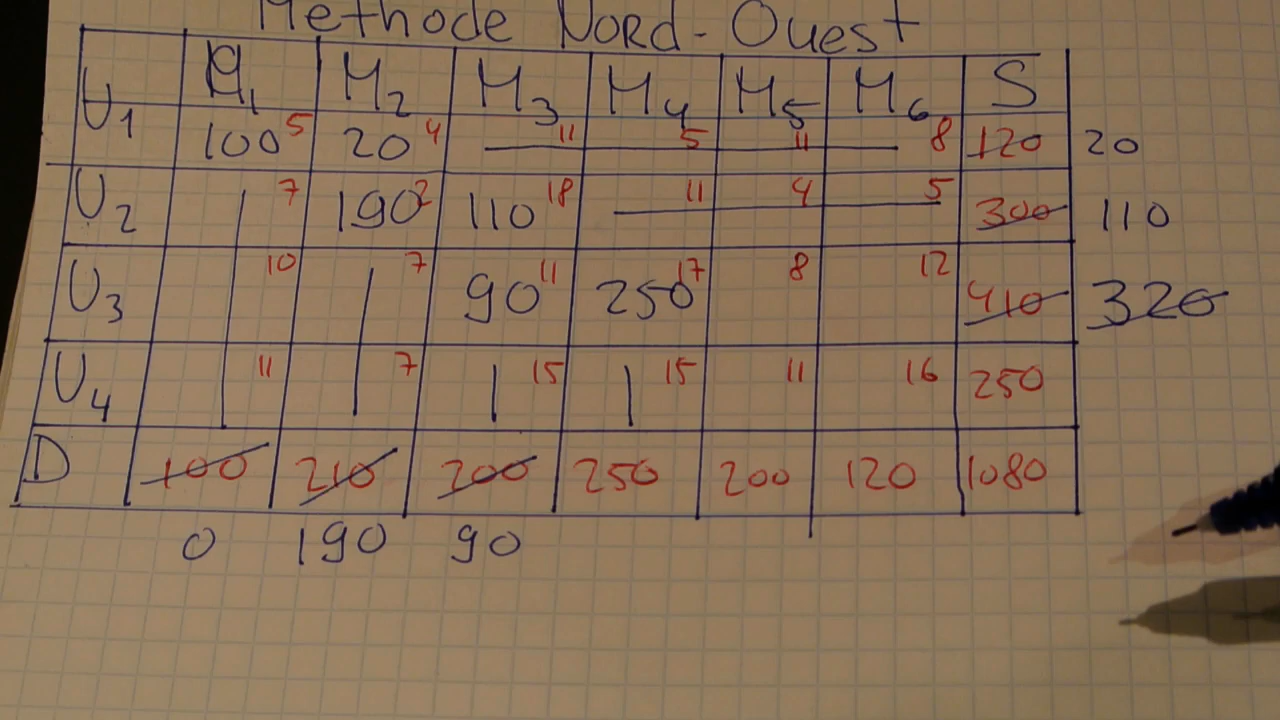 Methode Nord-Ouest
M1 M2 M3 M4 M5 M6 S
U1 100 5 20 4 11 5 11 8 120 20
U2 7 190 2 110 18 11 4 5 300 110
U3 10 7 90 11 250 17 8 12 410 320
U4 11 7 15 15 11 16 250
D 100 210 200 250 200 120 1080
0 190 90